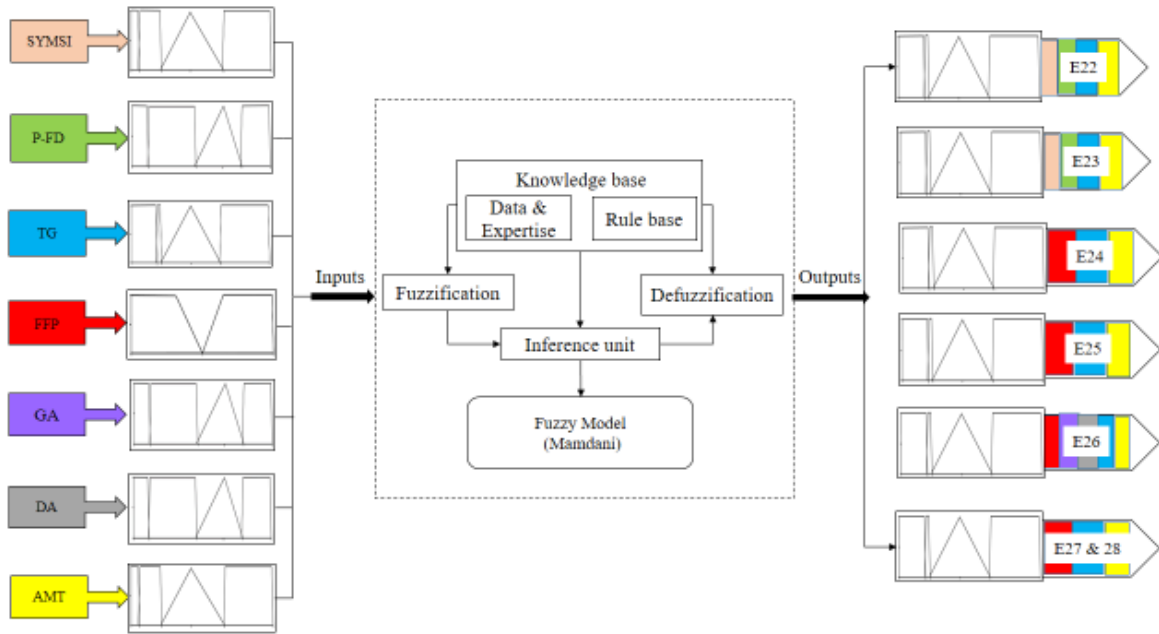 SYMSI
P-FD
TG
FFP
GA
DA
AMT
Inputs
Knowledge base
Data &
Expertise
Rule base
Fuzzification
Defuzzification
Inference unit
Fuzzy Model
(Mamdani)
Outputs
E22
E23
E24
E25
E26
E27 & 28